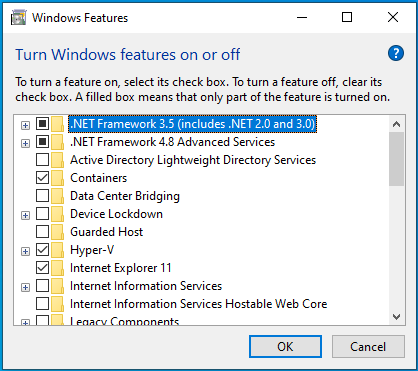 Windows Features
Turn Windows features on or off
?
To turn a feature on, select its check box. To turn a feature off, clear its
check box. A filled box means that only part of the feature is turned on.
.NET Framework 3.5 (includes .NET 2.0 and 3.0)
.NET Framework 4.8 Advanced Services
Active Directory Lightweight Directory Services
Containers
Data Center Bridging
Device Lockdown
Guarded Host
Hyper-V
Internet Explorer 11
Internet Information Services
Internet Information Services Hostable Web Core
Legacy Components
OK
Cancel